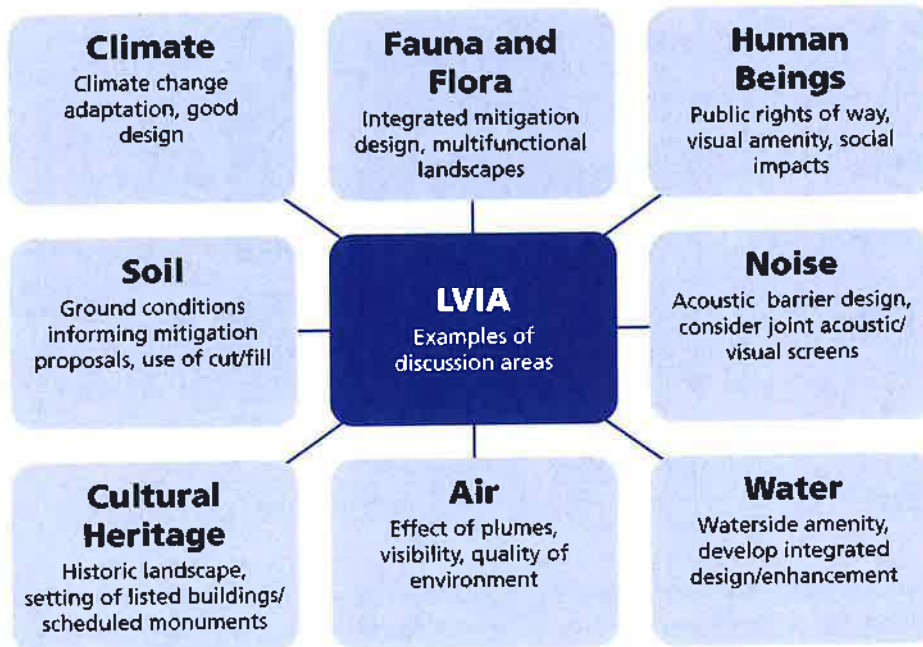 Climate
Climate change
adaptation, good
design
Fauna and
Flora
Integrated mitigation
design, multifunctional
landscapes
Human
Beings
Public rights of way,
visual amenity, social
impacts
Soil
Ground conditions
informing mitigation
proposals, use of cut/fill
LVIA
Examples of
discussion areas
Noise
Acoustic barrier design,
consider joint acoustic/
visual screens
Cultural
Heritage
Historic landscape,
setting of listed buildings/
scheduled monuments
Air
Effect of plumes,
visibility, quality of
environment
Water
Waterside amenity,
develop integrated
design/enhancement